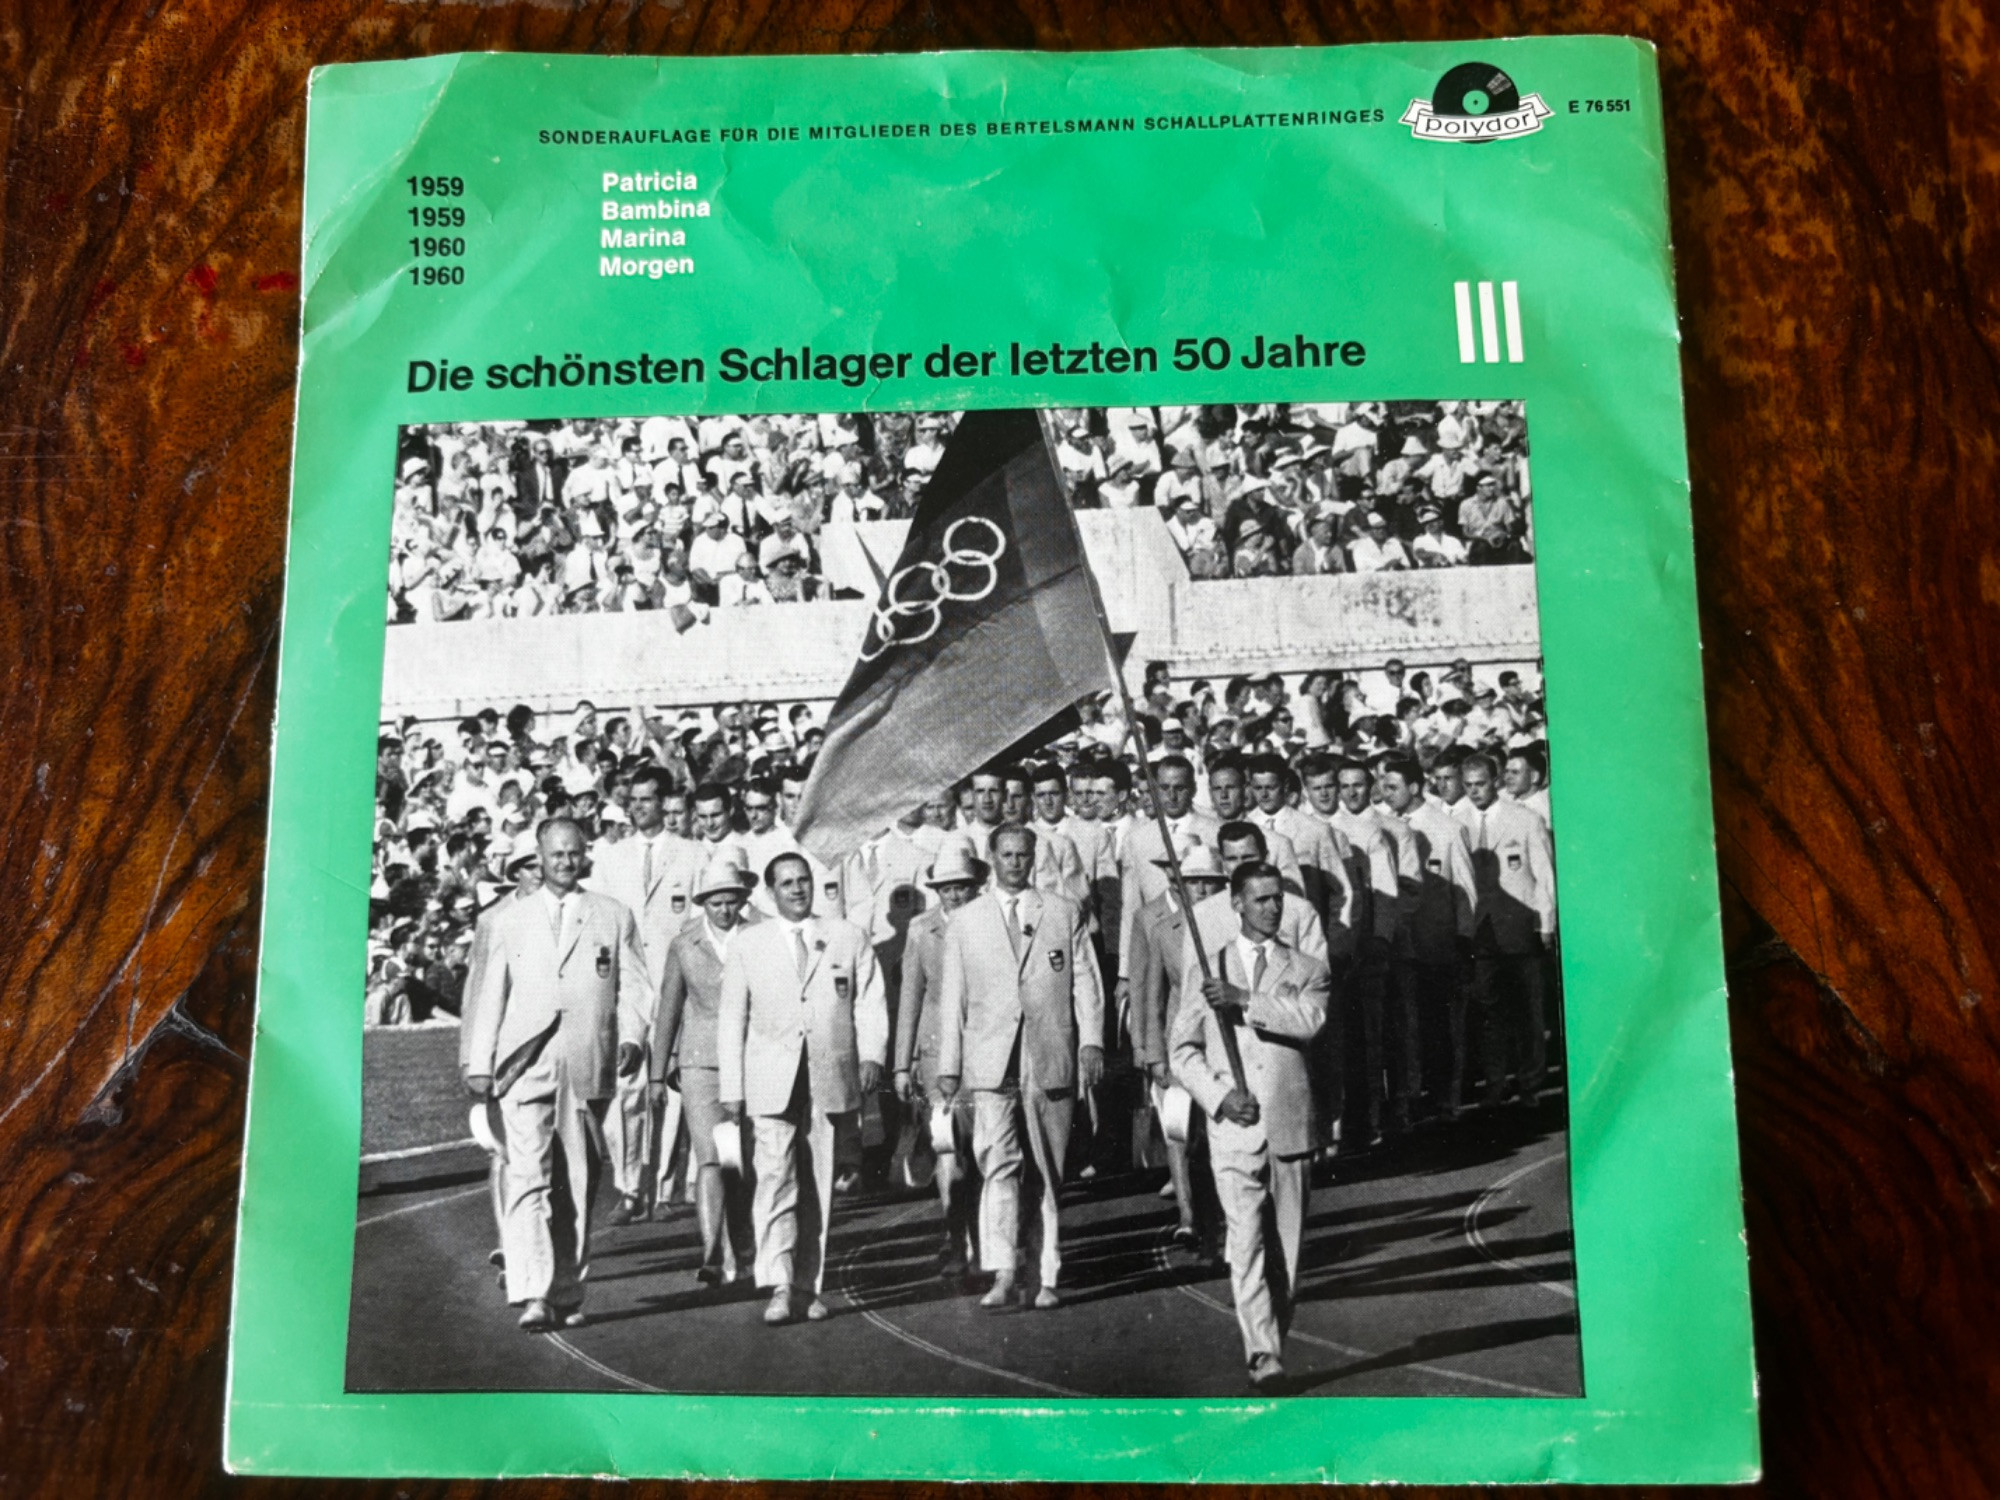 SONDERAUFLAGE FÜR DIE MITGLIEDER DES BERTELSMANN SCHALLPLATTENRINGES
polydor
E 76 551
1959 Patricia
1959 Bambina
1960 Marina
1960 Morgen
III
Die schönsten Schlager der letzten 50 Jahre